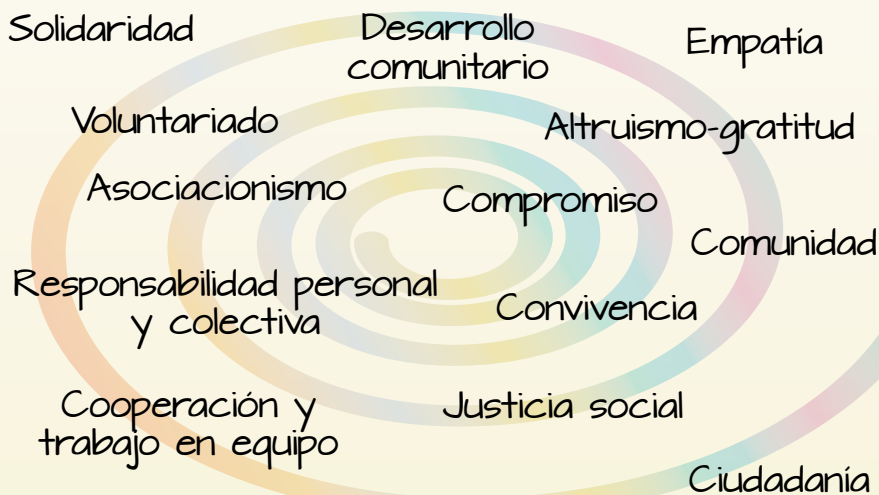 Solidaridad
Desarrollo
comunitario
Empatía
Voluntariado
Altruismo-gratitud
Asociacionismo
Compromiso
Comunidad
Responsabilidad personal
y colectiva
Convivencia
Cooperación y
trabajo en equipo
Justicia social
Ciudadanía